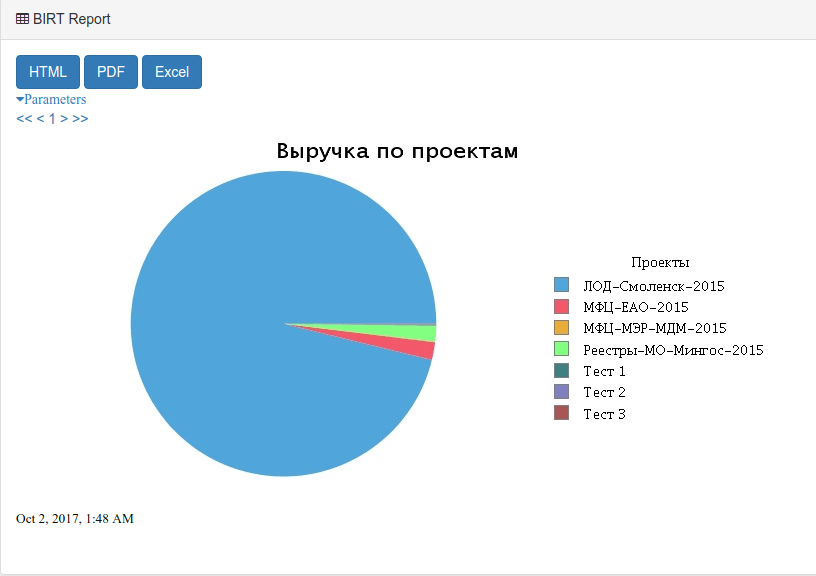 BIRT Report
HTML PDF Excel
Parameters
<< < 1 > >>
Выручка по проектам
Проекты
ЛОД-Смоленск-2015
МФЦ-ЕАО-2015
МФЦ-МЭР-МДМ-2015
Реестры-МО-Мингос-2015
Тест 1
Тест 2
Тест 3
Oct 2, 2017, 1:48 AM